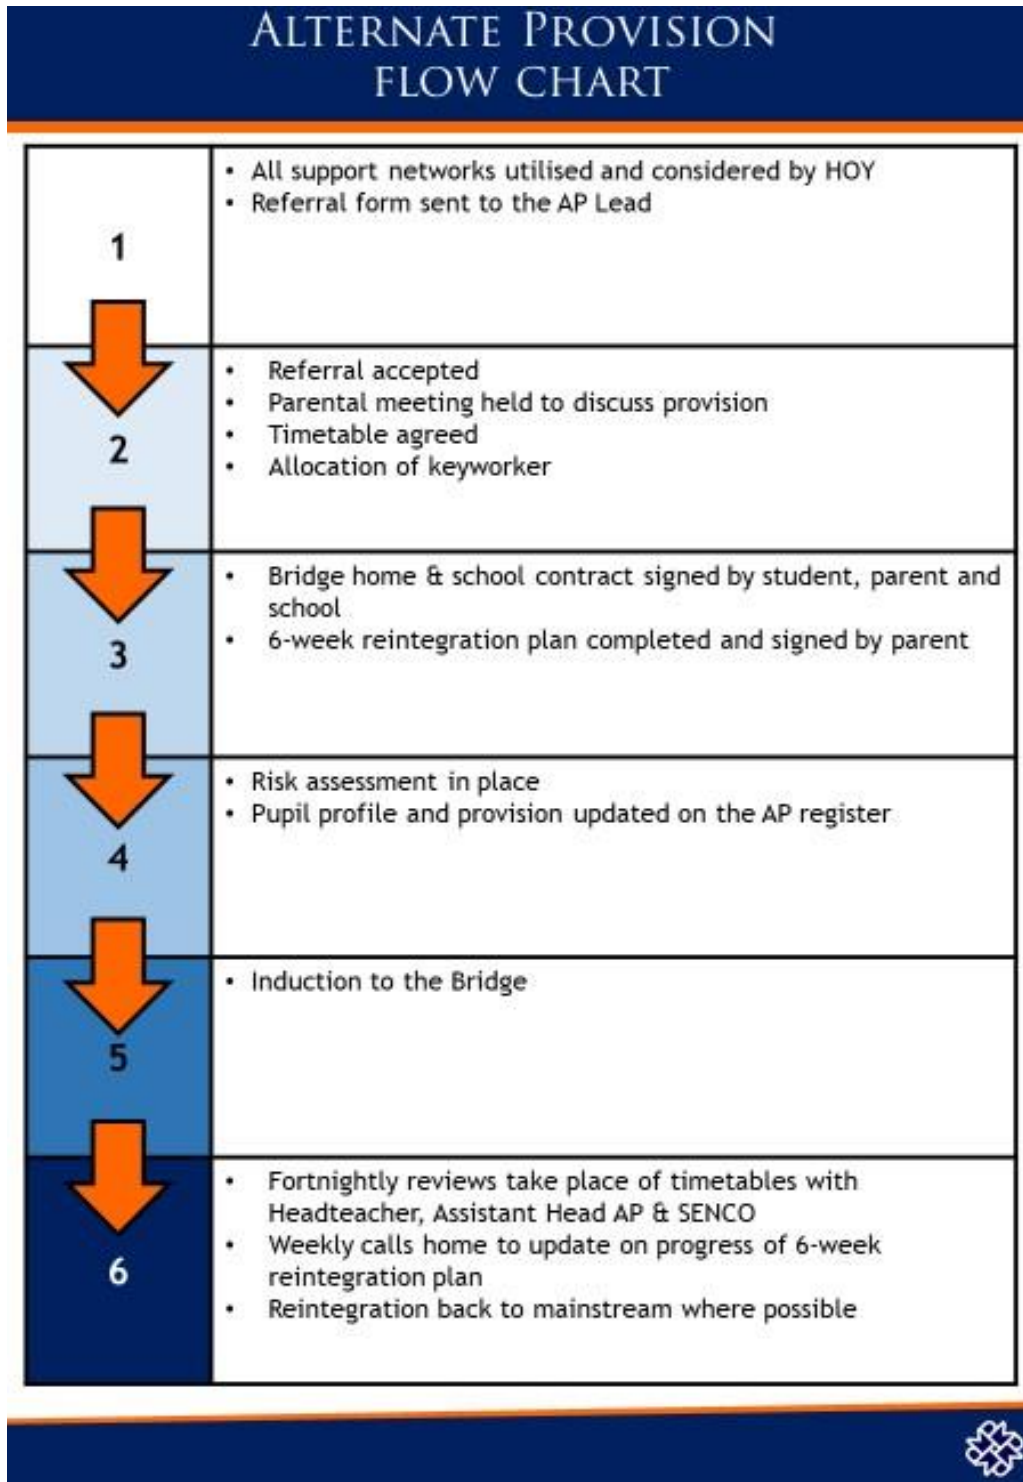 ALTERNATE PROVISION
FLOW CHART
1
• All support networks utilised and considered by HOY
• Referral form sent to the AP Lead
2
• Referral accepted
• Parental meeting held to discuss provision
• Timetable agreed
• Allocation of keyworker
3
• Bridge home & school contract signed by student, parent and
school
• 6-week reintegration plan completed and signed by parent
4
• Risk assessment in place
• Pupil profile and provision updated on the AP register
5
• Induction to the Bridge
6
• Fortnightly reviews take place of timetables with
Headteacher, Assistant Head AP & SENCO
• Weekly calls home to update on progress of 6-week
reintegration plan
• Reintegration back to mainstream where possible